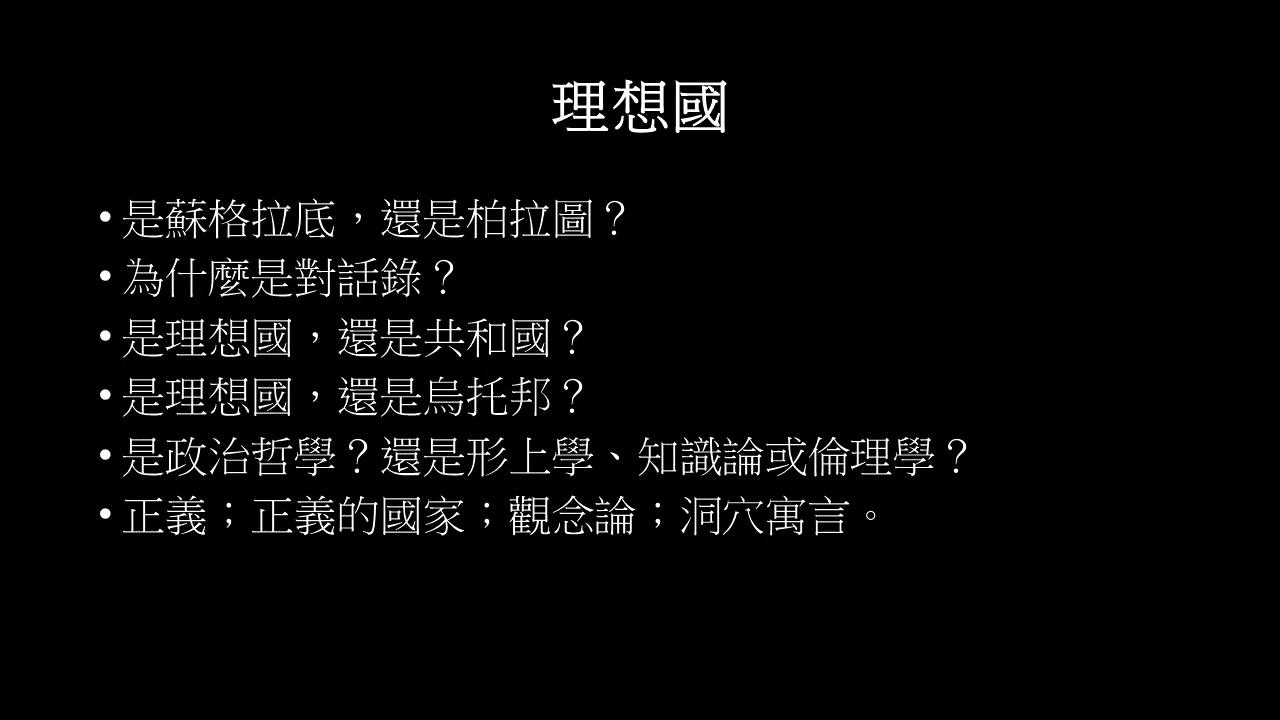 理想國
• 是蘇格拉底，還是柏拉圖？
• 為什麼是對話錄？
• 是理想國，還是共和國？
• 是理想國，還是烏托邦？
• 是政治哲學？還是形上學、知識論或倫理學？
• 正義；正義的國家；觀念論；洞穴寓言。